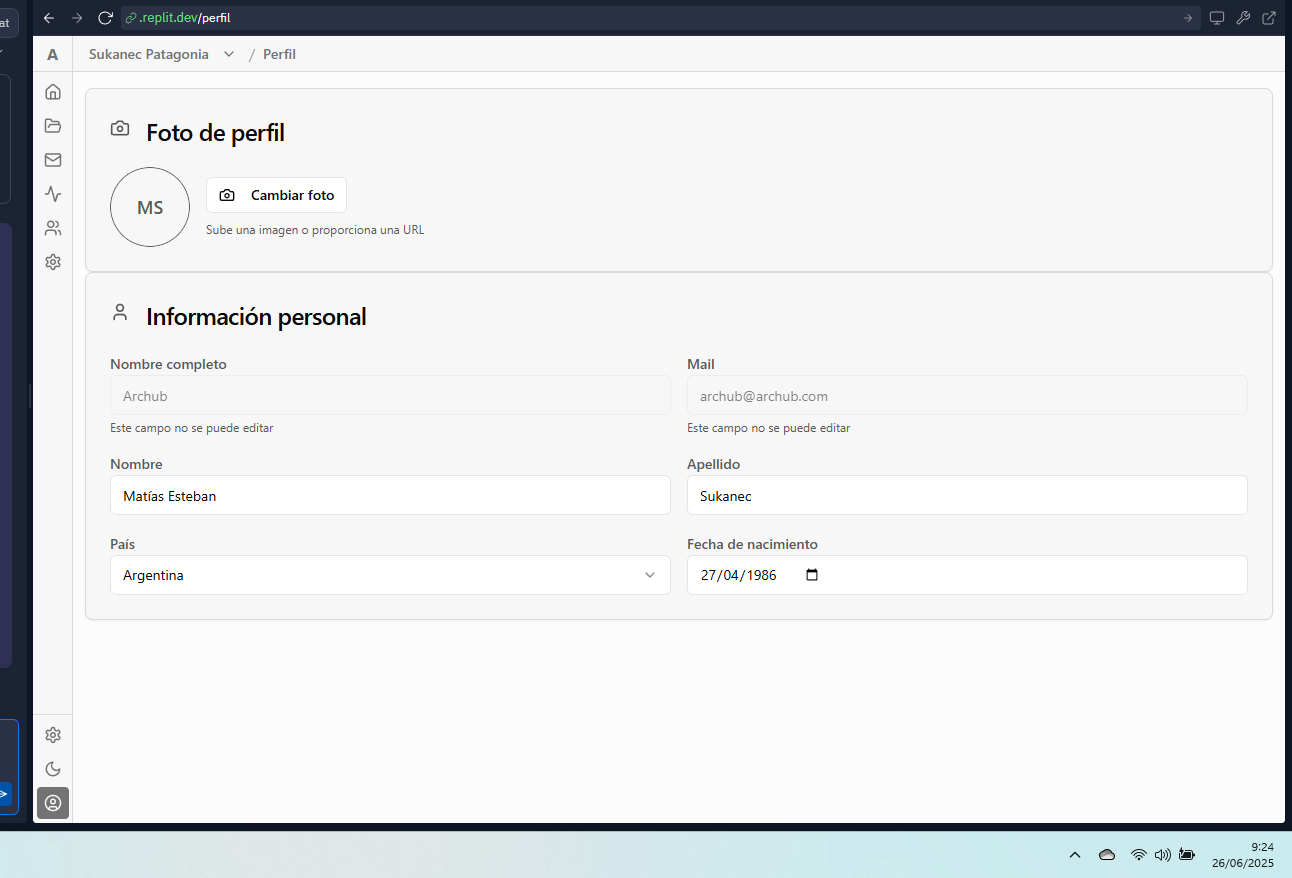 at
.replit.dev/perfil
A
Sukanec Patagonia / Perfil
Foto de perfil
MS
Cambiar foto
Sube una imagen o proporciona una URL
Información personal
Nombre completo
Mail
Archub
archub@archub.com
Este campo no se puede editar
Este campo no se puede editar
Nombre
Apellido
Matías Esteban
Sukanec
País
Fecha de nacimiento
Argentina
27/04/1986
9:24
26/06/2025